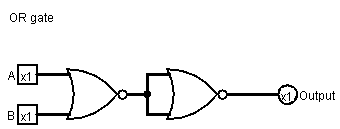 OR gate
A x1
B x1
x1 Output